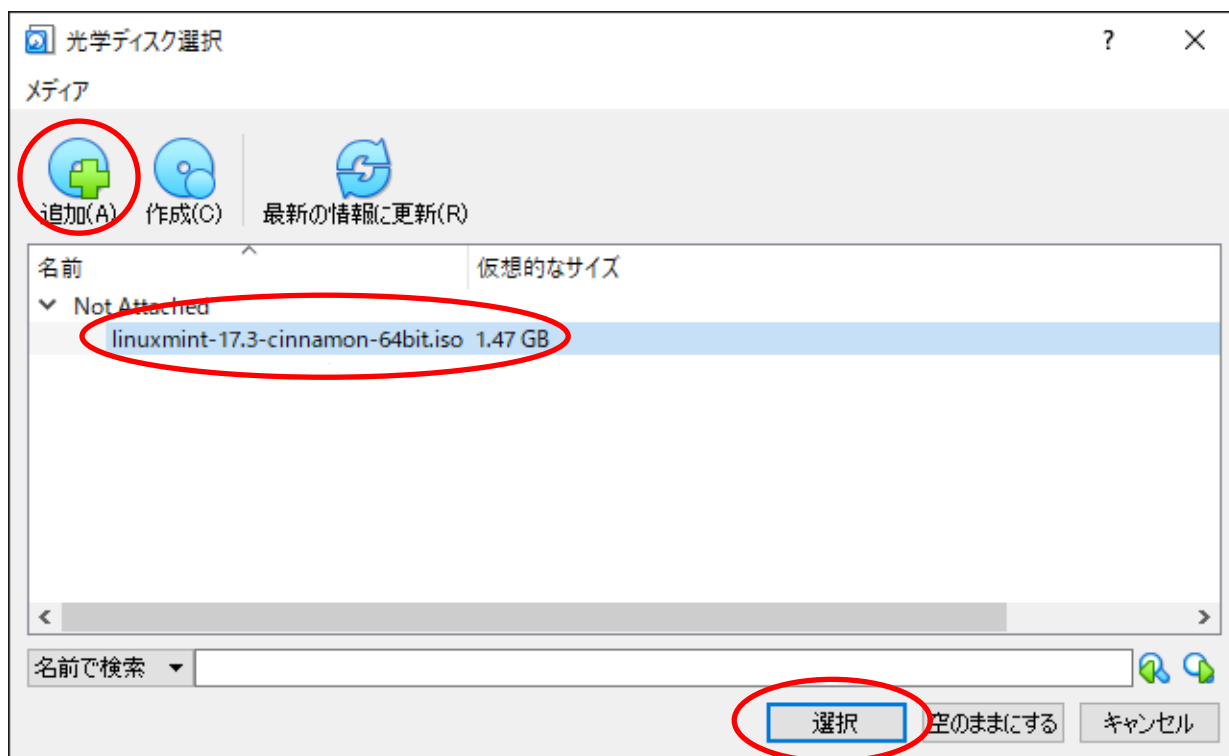 光学ディスク選択
メディア
追加(A) 作成(C) 最新の情報に更新(R)
名前 仮想的なサイズ
Not Attached
linuxmint-17.3-cinnamon-64bit.iso 1.47 GB
名前で検索
選択 空のままにする キャンセル